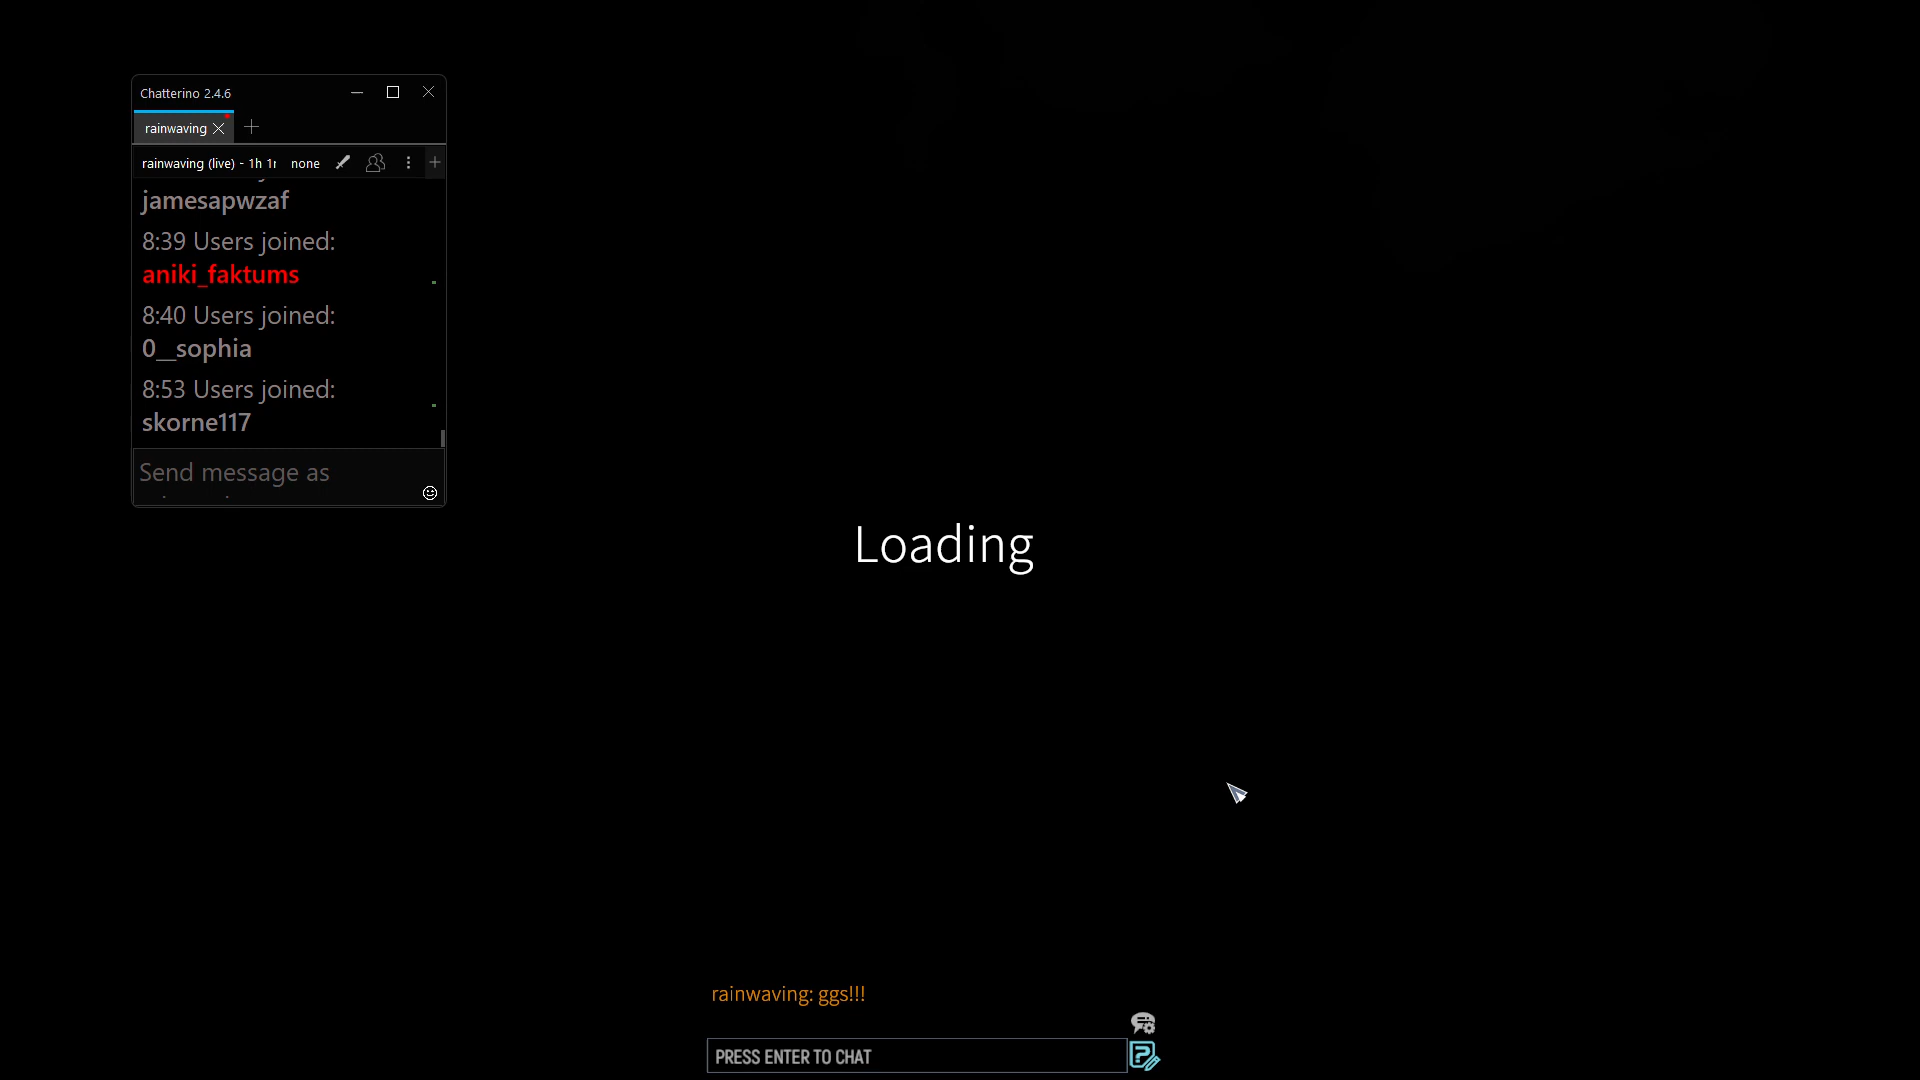 Chatterino 2.4.6
rainwaving
rainwaving (live) - 1h 1
none
jamesapwzaf
8:39 Users joined:
aniki_faktums
8:40 Users joined:
0__sophia
8:53 Users joined:
skorne117
Send message as
Loading
rainwaving: ggs!!!
PRESS ENTER TO CHAT